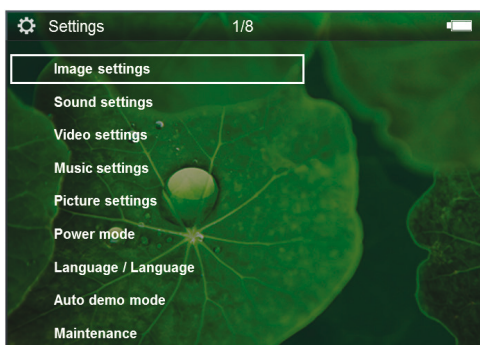 Settings 1/8
Image settings
Sound settings
Video settings
Music settings
Picture settings
Power mode
Language / Language
Auto demo mode
Maintenance